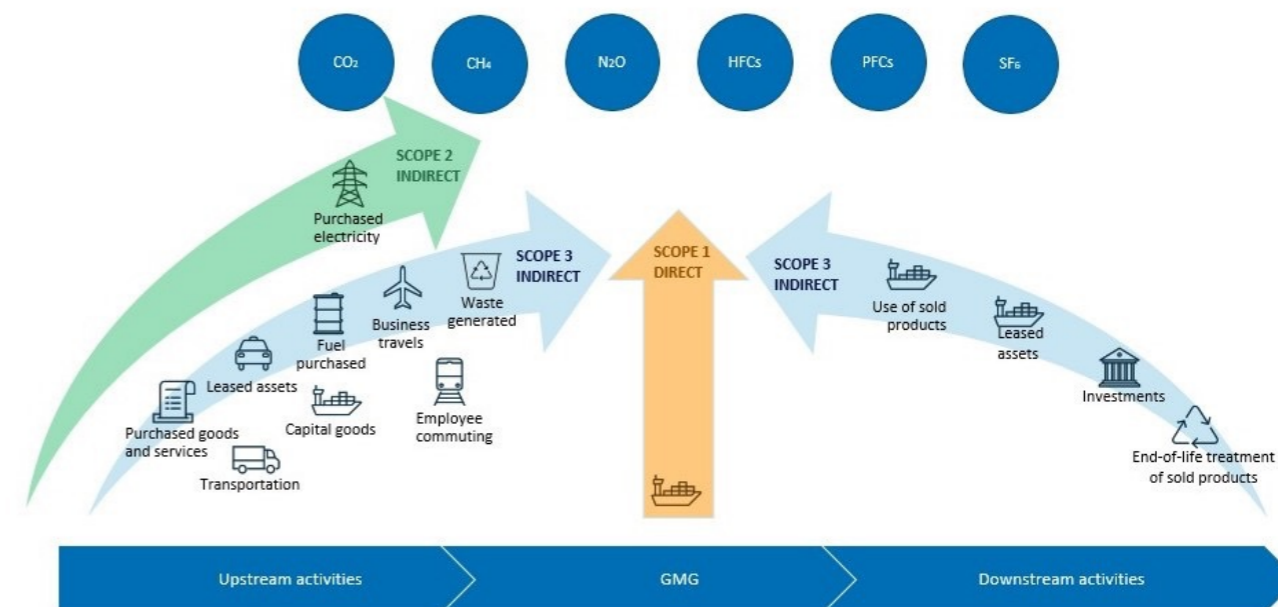 CO₂
CH₄
N₂O
HFCs
PFCs
SF₆
SCOPE 2
INDIRECT
Purchased
electricity
SCOPE 3
INDIRECT
Waste
generated
Business
travels
Fuel
purchased
Leased assets
Capital goods
Employee
commuting
Purchased goods
and services
Transportation
SCOPE 1
DIRECT
SCOPE 3
INDIRECT
Use of sold
products
Leased
assets
Investments
End-of-life treatment
of sold products
Upstream activities
GMG
Downstream activities